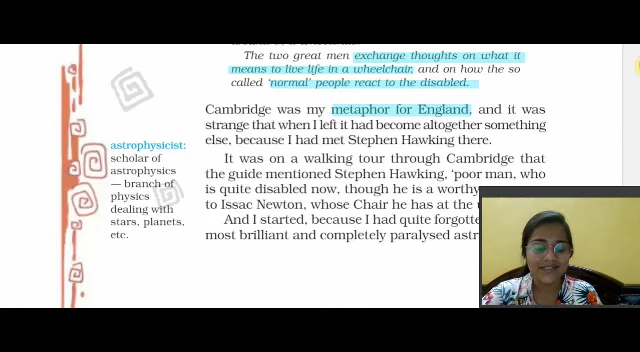 The two great men exchange thoughts on what it
means to live life in a wheelchair, and on how the so
called 'normal' people react to the disabled.
Cambridge was my metaphor for England, and it was
strange that when I left it had become altogether something
else, because I had met Stephen Hawking there.
It was on a walking tour through Cambridge that
the guide mentioned Stephen Hawking, 'poor man, who
is quite disabled now, though he is a worthy
to Issac Newton, whose Chair he has at the
And I started, because I had quite
most brilliant and completely paralysed
astrophysicist:
scholar of
astrophysics
— branch of
physics
dealing with
stars, planets,
etc.